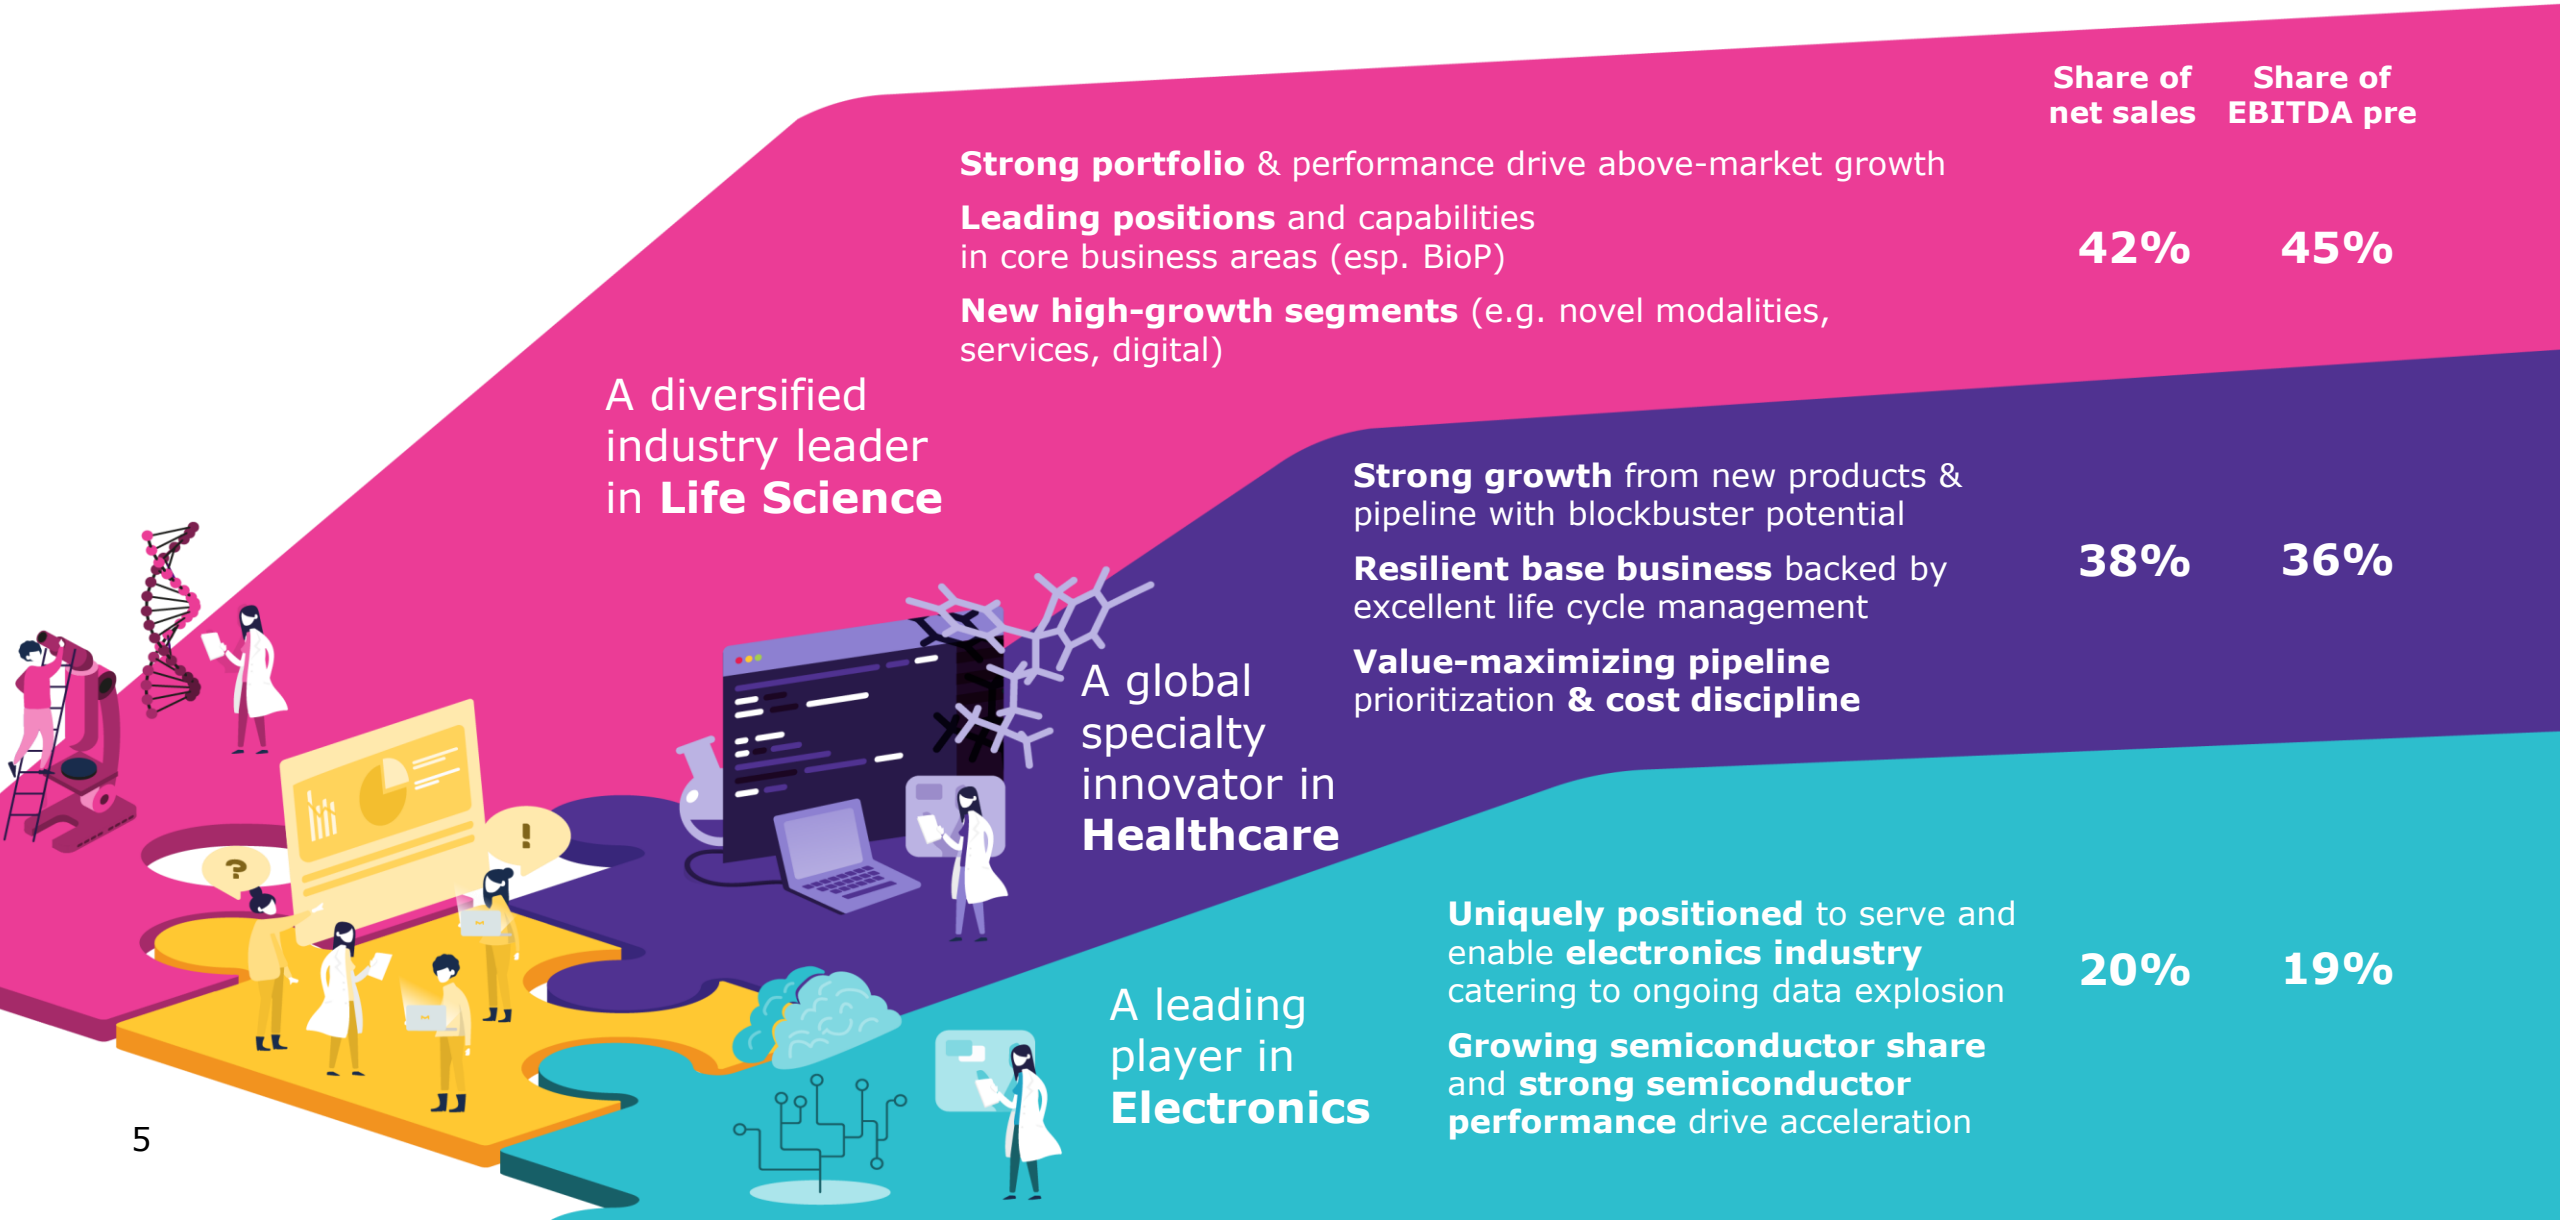 Share of
net sales
Share of
EBITDA pre
Strong portfolio & performance drive above-market growth
Leading positions and capabilities
in core business areas (esp. BioP)
New high-growth segments (e.g. novel modalities,
services, digital)
42%
45%
A diversified
industry leader
in Life Science
Strong growth from new products &
pipeline with blockbuster potential
Resilient base business backed by
excellent life cycle management
Value-maximizing pipeline
prioritization & cost discipline
38%
36%
A global
specialty
innovator in
Healthcare
?
!
Uniquely positioned to serve and
enable electronics industry
catering to ongoing data explosion
Growing semiconductor share
and strong semiconductor
performance drive acceleration
20%
19%
A leading
player in
Electronics
5